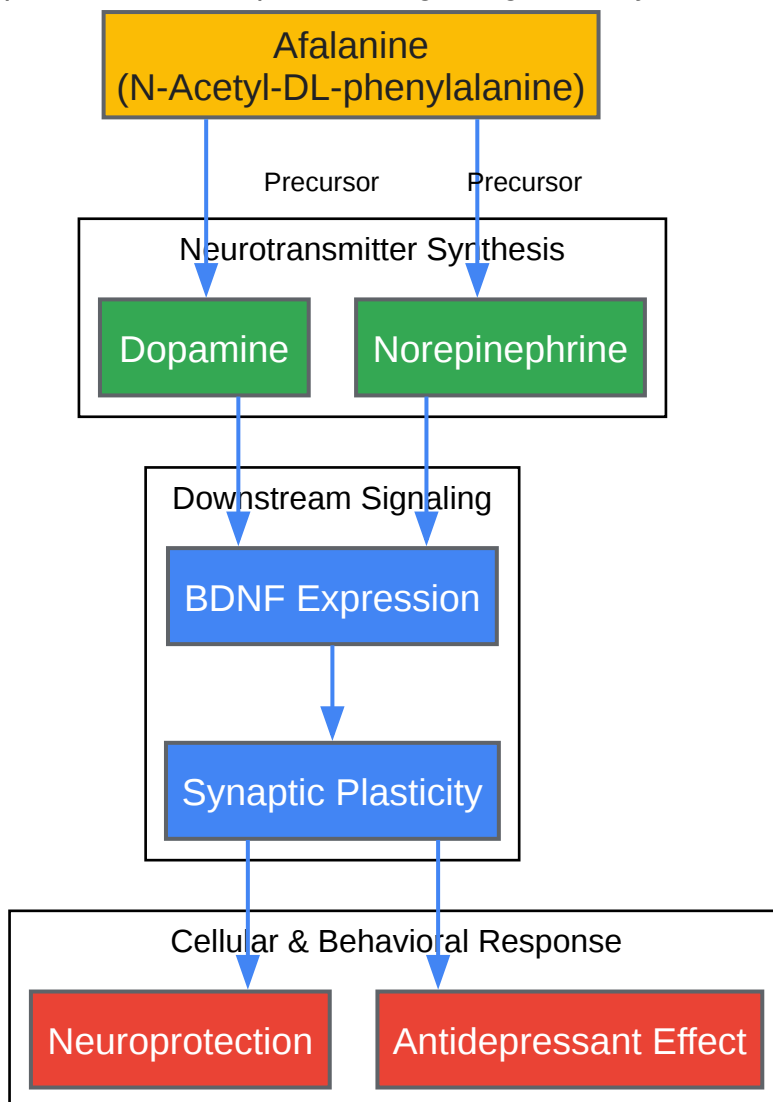 Afalanine
(N-Acetyl-DL-phenylalanine)
Precursor
Precursor
Neurotransmitter Synthesis
Dopamine
Norepinephrine
Downstream Signaling
BDNF Expression
Synaptic Plasticity
Cellular & Behavioral Response
Neuroprotection
Antidepressant Effect